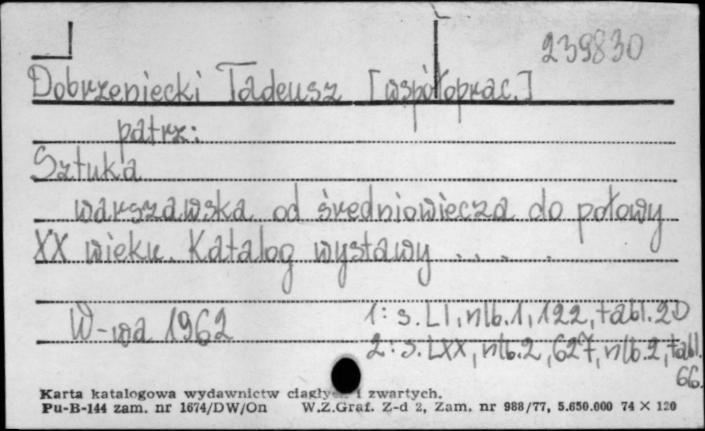 239830
Dobrzeniecki Tadeusz [współoprac.]
patrz:
Sztuka
warszawska od średniowiecza do połowy
XX wieku. Katalog wystawy ....
W-wa 1962
1: s. LI, nlb. 1, 122, tabl. 20
2: s. LXX, nlb. 2, 627, nlb. 2, tabl.
66.
Karta katalogowa wydawnictw ciągłych i zwartych.
Pu-B-144 zam. nr 1674/DW/On W.Z.Graf. Z-d 2, Zam. nr 988/77, 5.650.000 74 X 120